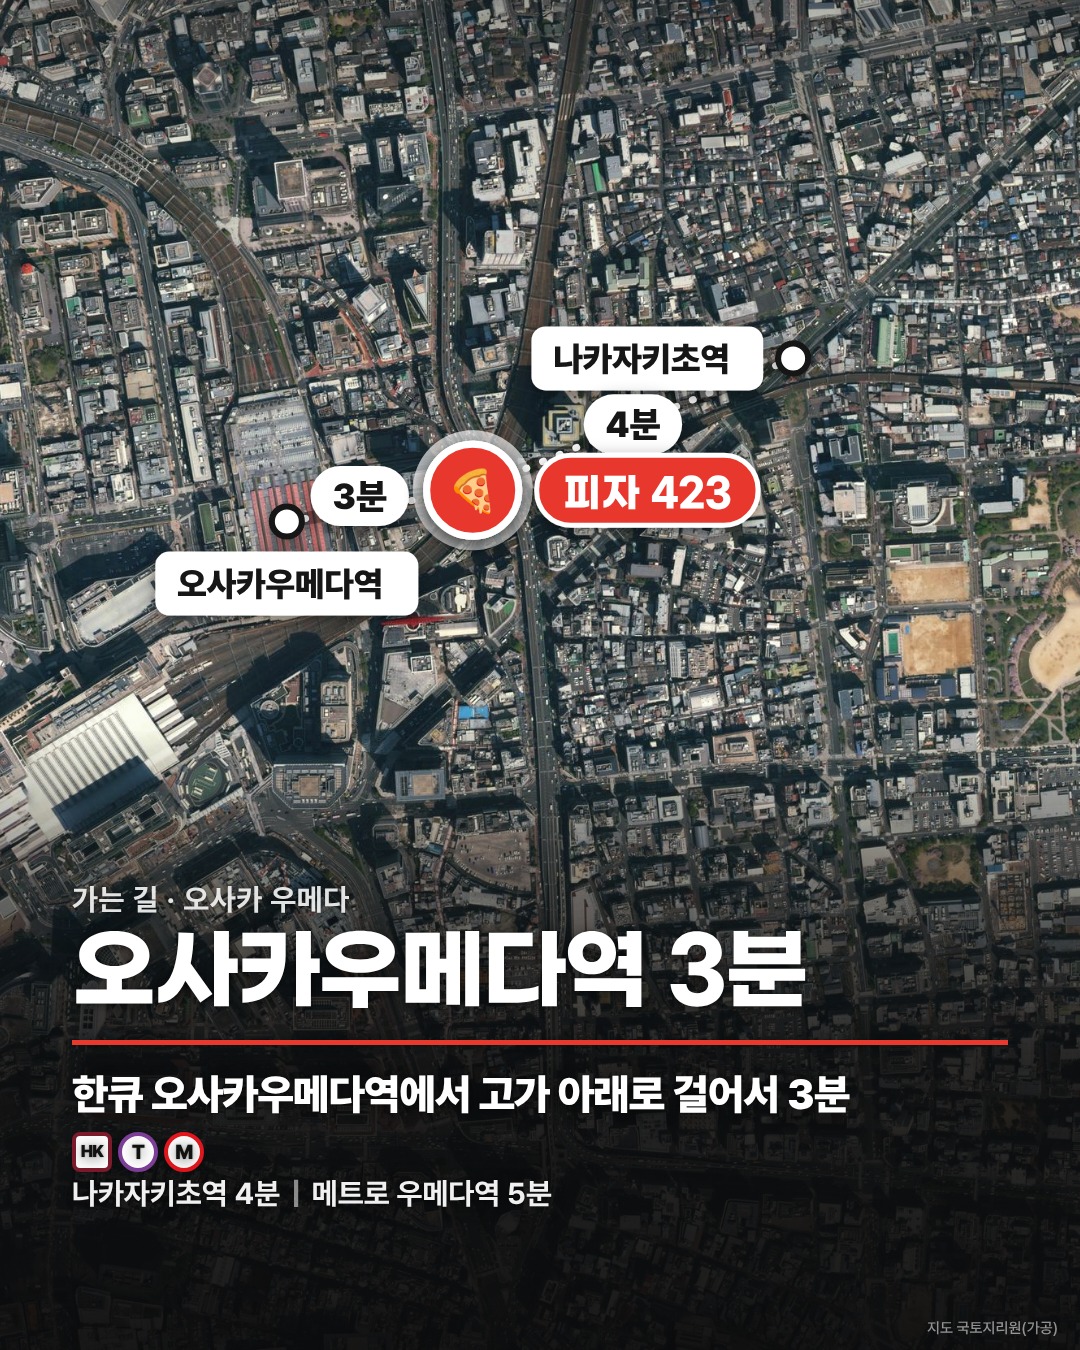 나카자키초역
4분
3분
피자 423
오사카우메다역
가는 길 · 오사카 우메다
오사카우메다역 3분
한큐 오사카우메다역에서 고가 아래로 걸어서 3분
HK T M
나카자키초역 4분 | 메트로 우메다역 5분
지도 국토지리원(가공)